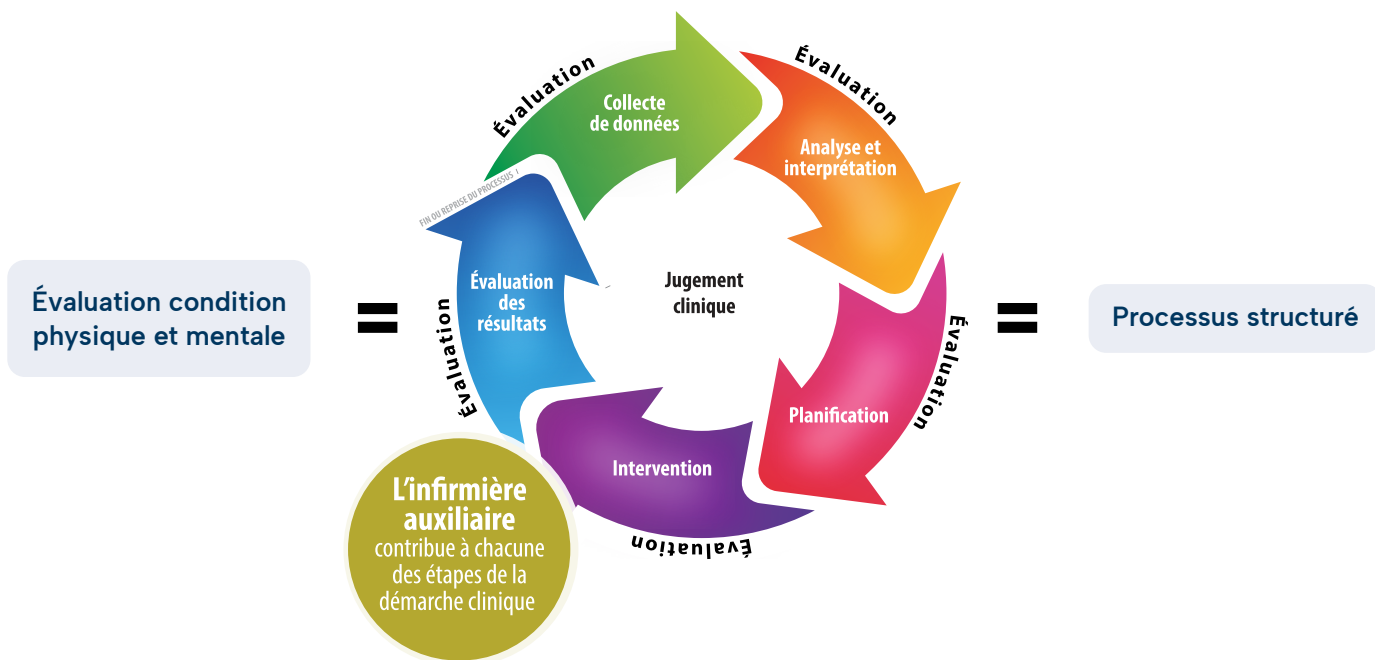 Évaluation condition
physique et mentale
=
Évaluation
Collecte
de données
Évaluation
Analyse et
interprétation
Évaluation
Planification
Évaluation
Intervention
Évaluation
Évaluation
des
résultats
FIN OU REPRISE DU PROCESSUS
Jugement
clinique
L'infirmière
auxiliaire
contribue à chacune
des étapes de la
démarche clinique
=
Processus structuré